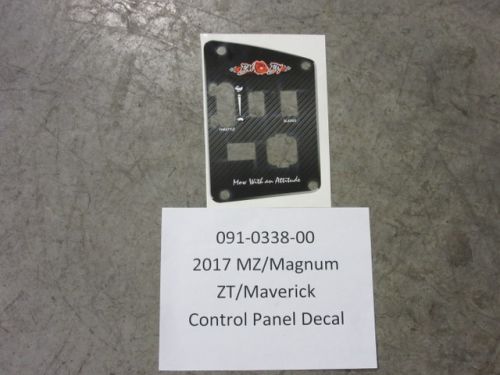 THROTTLE
BLADES
Mow With an Attitude
091-0338-00
2017 MZ/Magnum
ZT/Maverick
Control Panel Decal